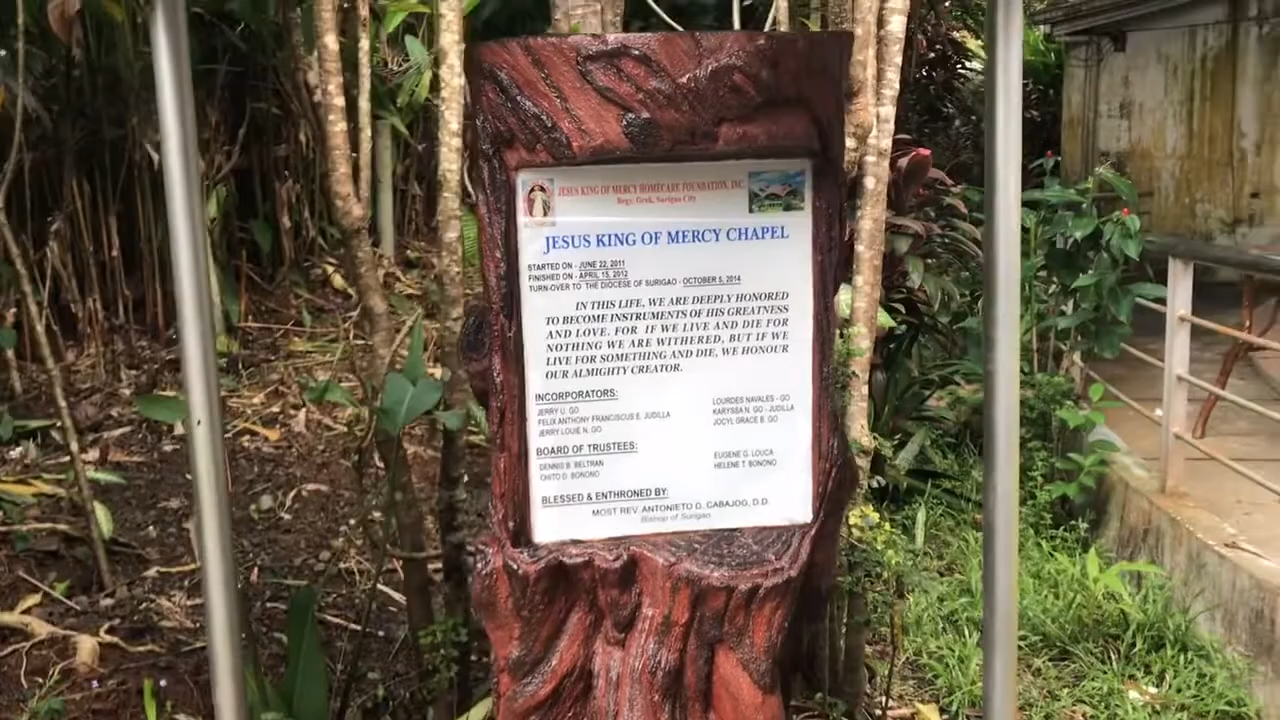 JESUS KING OF MERCY HOMECARE FOUNDATION, INC.
Brgy. Orok, Surigao City
JESUS KING OF MERCY CHAPEL
STARTED ON - JUNE 22, 2011
FINISHED ON - APRIL 15, 2012
TURN-OVER TO THE DIOCESE OF SURIGAO - OCTOBER 5, 2014
IN THIS LIFE, WE ARE DEEPLY HONORED
TO BECOME INSTRUMENTS OF HIS GREATNESS
AND LOVE. FOR IF WE LIVE AND DIE FOR
NOTHING WE ARE WITHERED, BUT IF WE
LIVE FOR SOMETHING AND DIE, WE HONOUR
OUR ALMIGHTY CREATOR.
INCORPORATORS:
JERRY U. GO
FELIX ANTHONY FRANCISCUS E. JUDILLA
JERRY LOUIE N. GO
LOURDES NAVALES - GO
KARYSSA N. GO - JUDILLA
JOCYL GRACE B. GO
BOARD OF TRUSTEES:
DENNIS B. BELTRAN
CHITO D. BONONO
EUGENE G. LOUCA
HELENE T. BONONO
BLESSED & ENTHRONED BY:
MOST REV. ANTONIETO D. CABAJOG, D.D.
Bishop of Surigao